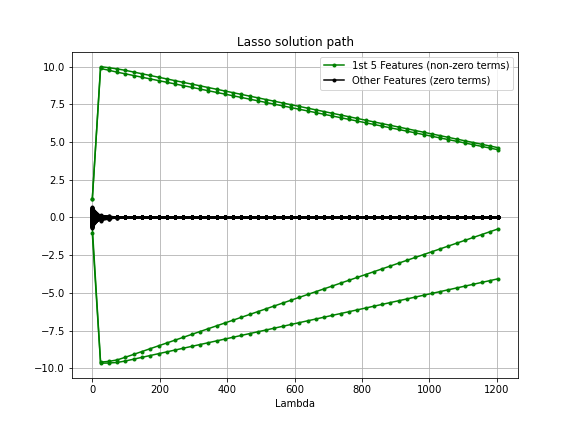 Lasso solution path
1st 5 Features (non-zero terms)
Other Features (zero terms)
10.0
7.5
5.0
2.5
0.0
−2.5
−5.0
−7.5
−10.0
0 200 400 600 800 1000 1200
Lambda